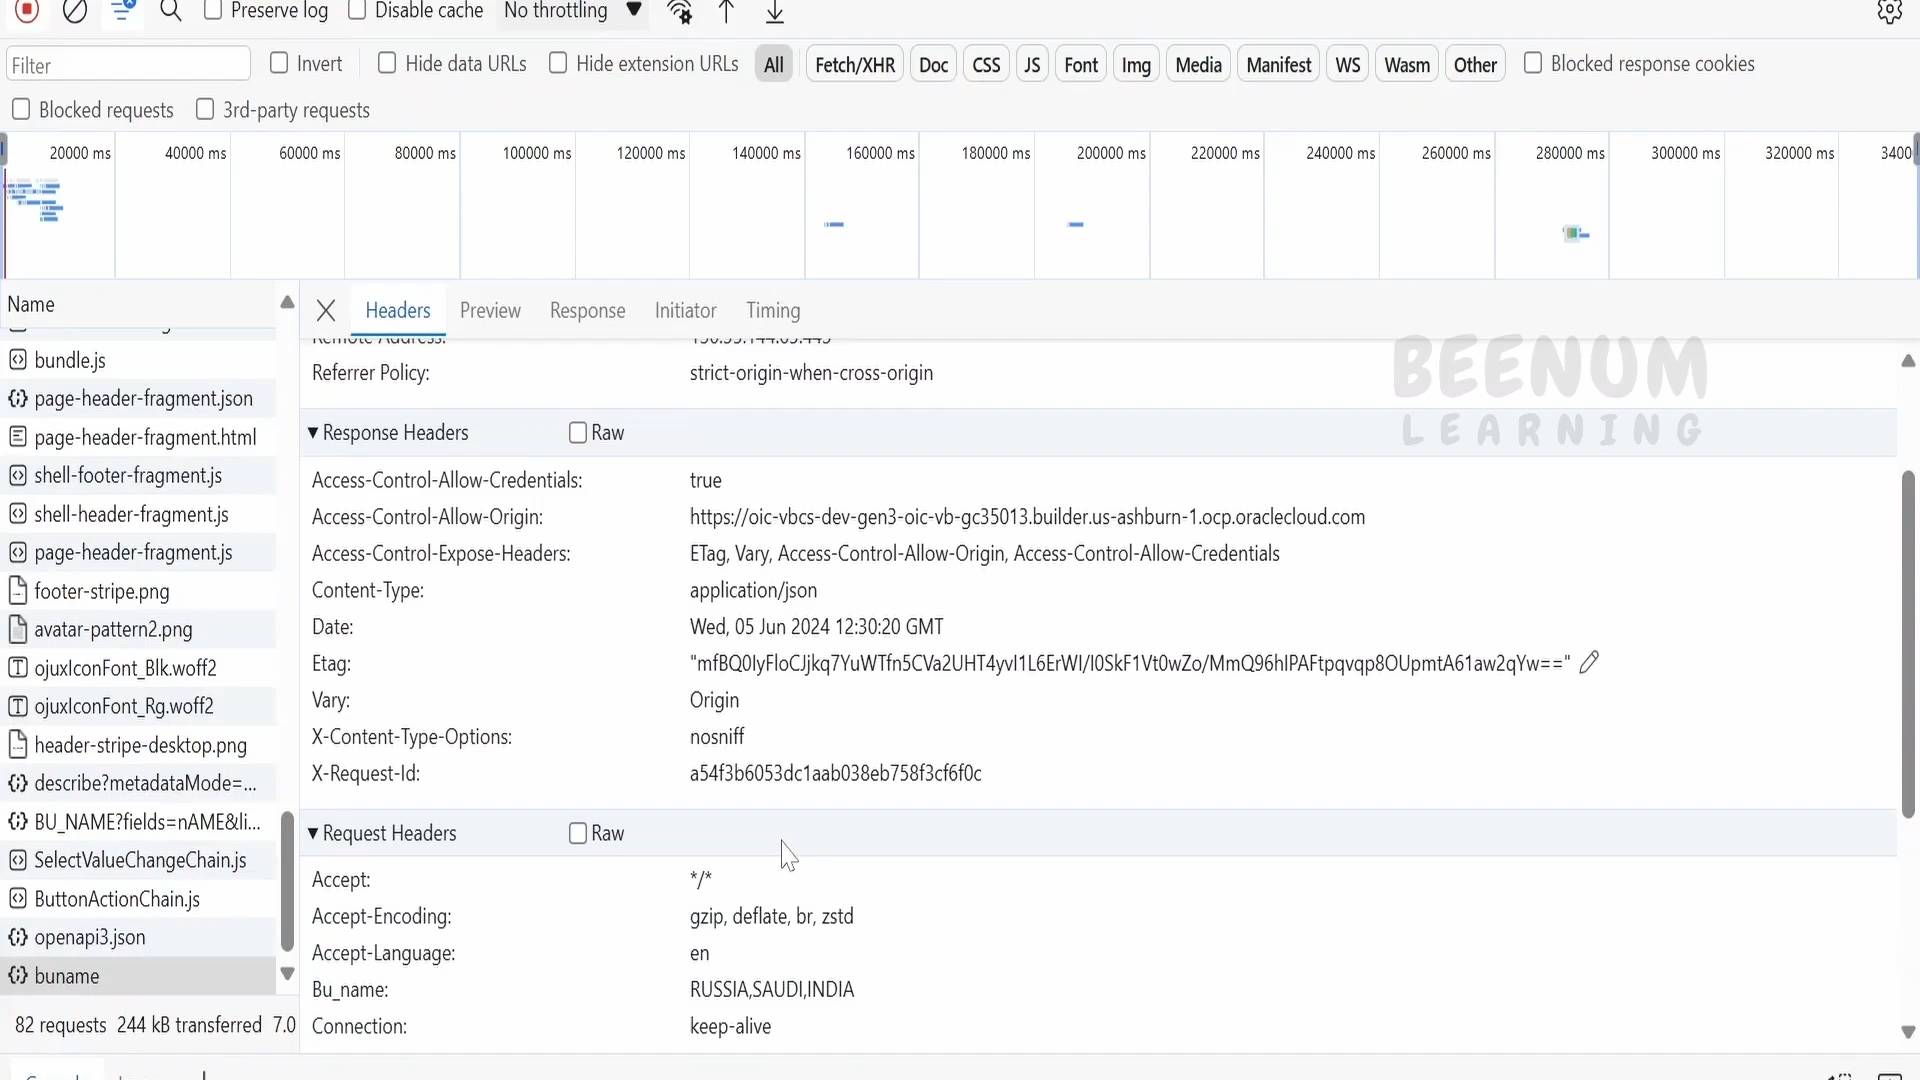 Preserve log Disable cache No throttling
Filter Invert Hide data URLs Hide extension URLs All Fetch/XHR Doc CSS JS Font Img Media Manifest WS Wasm Other Blocked response cookies
Blocked requests 3rd-party requests
20000 ms 40000 ms 60000 ms 80000 ms 100000 ms 120000 ms 140000 ms 160000 ms 180000 ms 200000 ms 220000 ms 240000 ms 260000 ms 280000 ms 300000 ms 320000 ms 3400
Name
bundle.js
page-header-fragment.json
page-header-fragment.html
shell-footer-fragment.js
shell-header-fragment.js
page-header-fragment.js
footer-stripe.png
avatar-pattern2.png
ojuxIconFont_Blk.woff2
ojuxIconFont_Rg.woff2
header-stripe-desktop.png
describe?metadataMode=...
BU_NAME?fields=nAME&li...
SelectValueChangeChain.js
ButtonActionChain.js
openapi3.json
buname
82 requests 244 kB transferred 7.0
Headers Preview Response Initiator Timing
Remote Address:
Referrer Policy: strict-origin-when-cross-origin
BEENUM
LEARNING
Response Headers Raw
Access-Control-Allow-Credentials: true
Access-Control-Allow-Origin: https://oic-vbcs-dev-gen3-oic-vb-gc35013.builder.us-ashburn-1.ocp.oraclecloud.com
Access-Control-Expose-Headers: ETag, Vary, Access-Control-Allow-Origin, Access-Control-Allow-Credentials
Content-Type: application/json
Date: Wed, 05 Jun 2024 12:30:20 GMT
Etag: "mfBQ0IyFloCJjkq7YuWTfn5CVa2UHT4yvI1L6ErWI/I0SkF1Vt0wZo/MmQ96hIPAFtpqvqp8OUpmtA61aw2qYw=="
Vary: Origin
X-Content-Type-Options: nosniff
X-Request-Id: a54f3b6053dc1aab038eb758f3cf6f0c
Request Headers Raw
Accept: */*
Accept-Encoding: gzip, deflate, br, zstd
Accept-Language: en
Bu_name: RUSSIA,SAUDI,INDIA
Connection: keep-alive